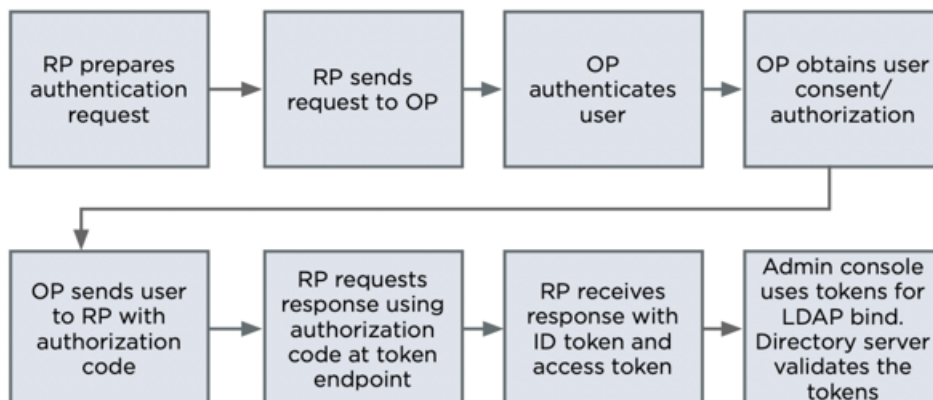 RP prepares
authentication
request
RP sends
request to OP
OP
authenticates
user
OP obtains user
consent/
authorization
OP sends user
to RP with
authorization
code
RP requests
response using
authorization
code at token
endpoint
RP receives
response with
ID token and
access token
Admin console
uses tokens for
LDAP bind.
Directory server
validates the
tokens